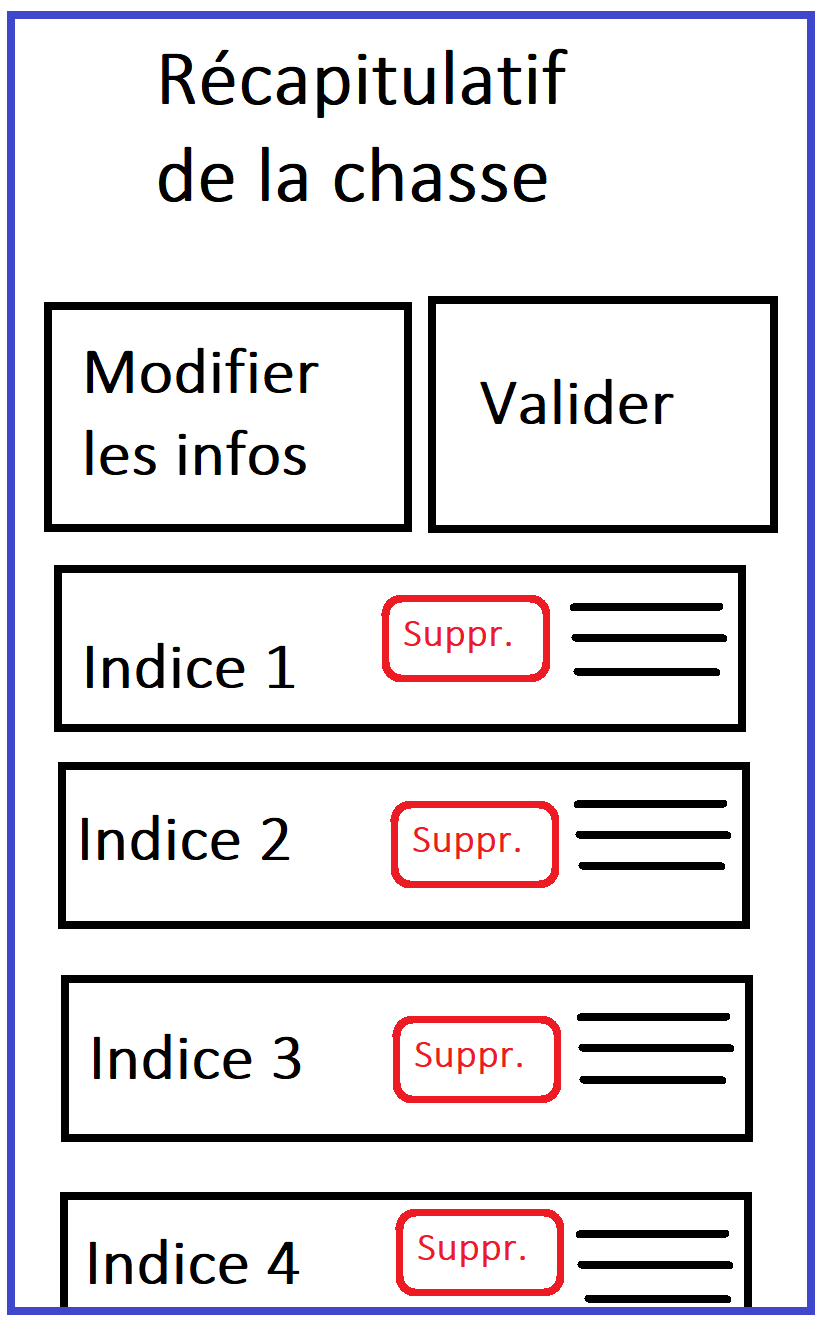 Récapitulatif
de la chasse
Modifier
les infos
Valider
Indice 1
Suppr.
Indice 2
Suppr.
Indice 3
Suppr.
Indice 4
Suppr.